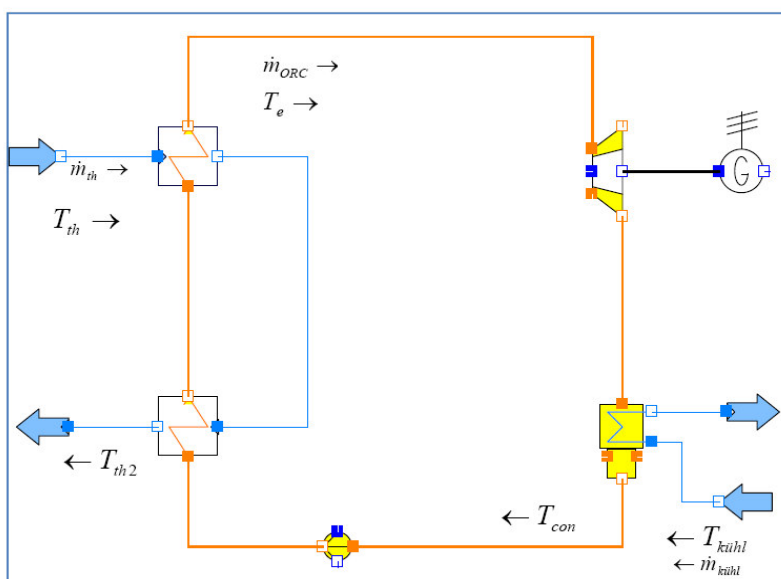 ṁ_ORC →
T_e →
ṁ_th →
T_th →
G
← T_th2
← T_con
← T_kühl
← ṁ_kühl